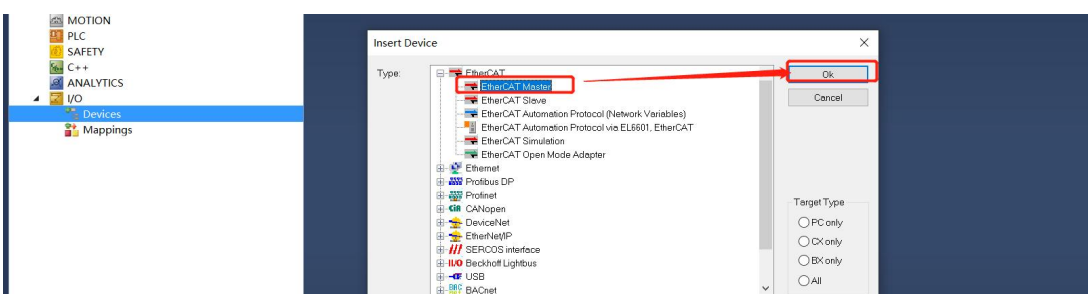 MOTION
PLC
SAFETY
C++
ANALYTICS
I/O
Devices
Mappings
Insert Device
Type:
EtherCAT
EtherCAT Master
EtherCAT Slave
EtherCAT Automation Protocol (Network Variables)
EtherCAT Automation Protocol via EL6601, EtherCAT
EtherCAT Simulation
EtherCAT Open Mode Adapter
Ethernet
Profibus DP
Profinet
CANopen
DeviceNet
EtherNet/IP
SERCOS interface
Beckhoff Lightbus
USB
BACnet
Ok
Cancel
Target Type
PC only
CX only
BX only
All